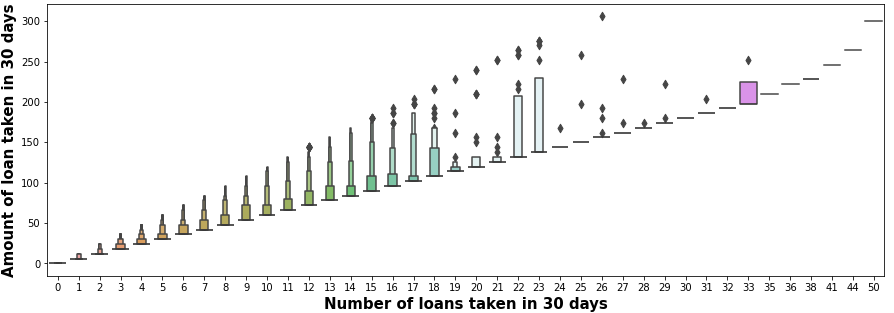 Amount of loan taken in 30 days
300
250
200
150
100
50
0
0 1 2 3 4 5 6 7 8 9 10 11 12 13 14 15 16 17 18 19 20 21 22 23 24 25 26 27 28 29 30 31 32 33 35 36 38 41 44 50
Number of loans taken in 30 days